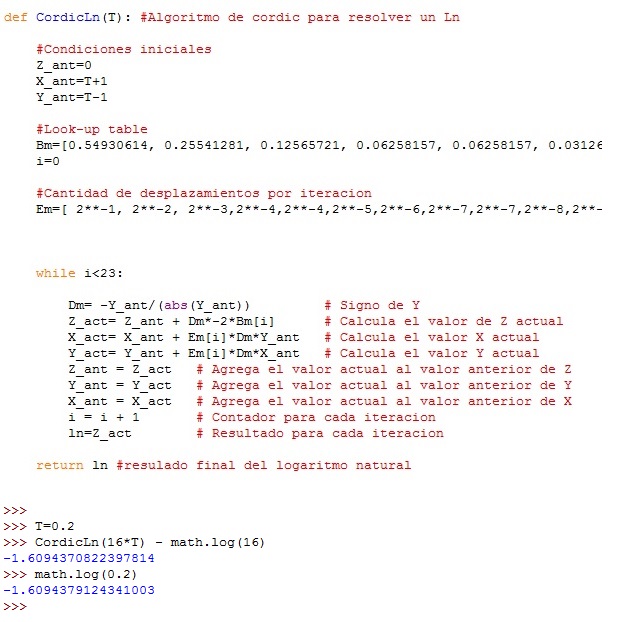 def CordicLn(T): #Algoritmo de cordic para resolver un Ln
#Condiciones iniciales
Z_ant=0
X_ant=T+1
Y_ant=T-1
#Look-up table
Bm=[0.54930614, 0.25541281, 0.12565721, 0.06258157, 0.06258157, 0.0312
i=0
#Cantidad de desplazamientos por iteracion
Em=[ 2**-1, 2**-2, 2**-3,2**-4,2**-4,2**-5,2**-6,2**-7,2**-7,2**-8,2**-
while i<23:
Dm= -Y_ant/(abs(Y_ant)) # Signo de Y
Z_act= Z_ant + Dm*-2*Bm[i] # Calcula el valor de Z actual
X_act= X_ant + Em[i]*Dm*Y_ant # Calcula el valor X actual
Y_act= Y_ant + Em[i]*Dm*X_ant # Calcula el valor Y actual
Z_ant = Z_act # Agrega el valor actual al valor anterior de Z
Y_ant = Y_act # Agrega el valor actual al valor anterior de Y
X_ant = X_act # Agrega el valor actual al valor anterior de X
i = i + 1 # Contador para cada iteracion
ln=Z_act # Resultado para cada iteracion
return ln #resulado final del logaritmo natural
>>>
>>> T=0.2
>>> CordicLn(16*T) - math.log(16)
-1.6094370822397814
>>> math.log(0.2)
-1.6094379124341003
>>>